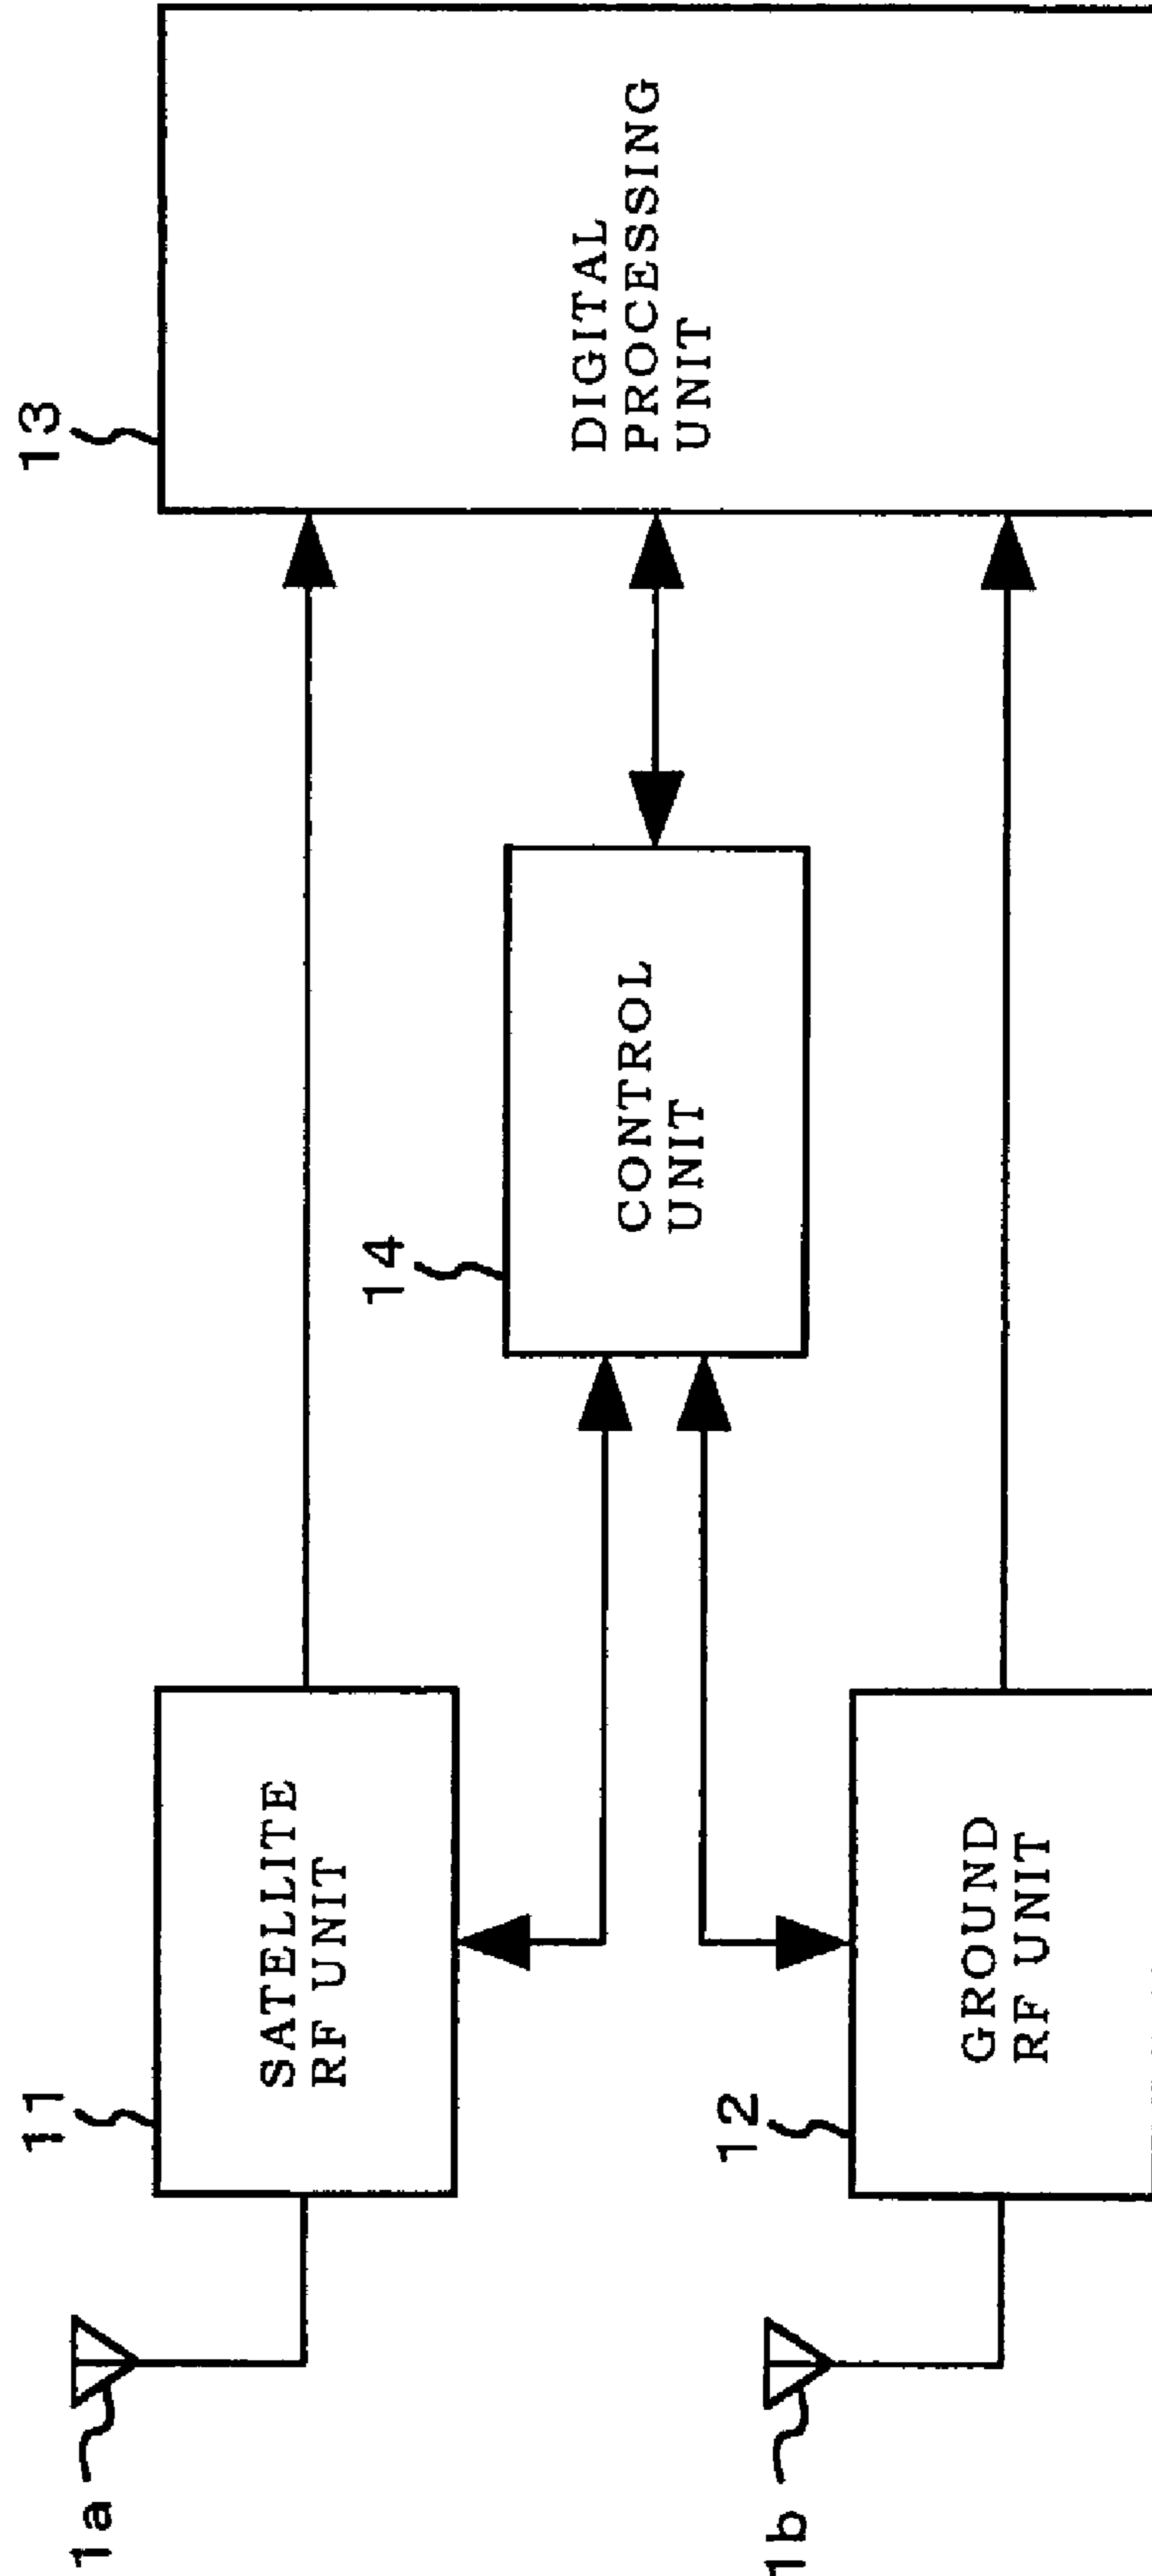 1a
11
SATELLITE
RF UNIT
14
CONTROL
UNIT
13
DIGITAL
PROCESSING
UNIT
1b
12
GROUND
RF UNIT